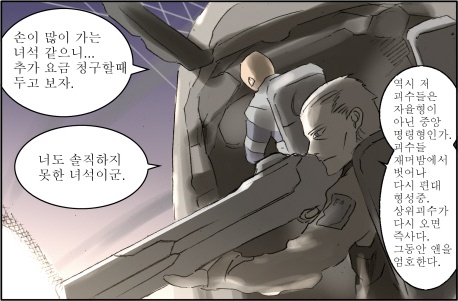 손이 많이 가는
녀석 같으니...
추가 요금 청구할때
두고 보자.
너도 솔직하지
못한 녀석이군.
역시 저
괴수들은
자율형이
아닌 중앙
명령형인가.
괴수들
재머밤에서
벗어나
다시 편대
형성중.
상위괴수가
다시 오면
즉사다.
그동안 앤을
엄호한다.